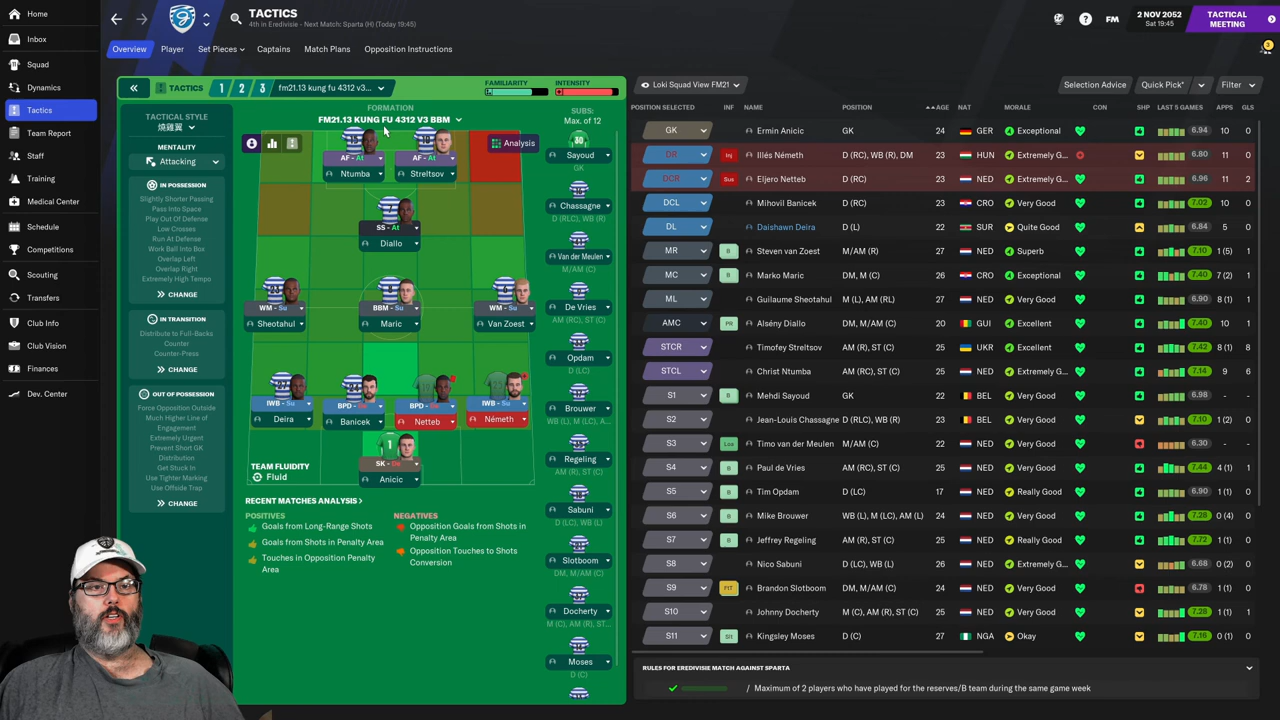 Home
Inbox
Squad
Dynamics
Tactics
Team Report
Staff
Training
Medical Center
Schedule
Competitions
Scouting
Transfers
Club Info
Club Vision
Finances
Dev. Center
TACTICS
4th in Eredivisie - Next Match: Sparta (H) (Today 19:45)
FM
2 NOV 2052
Sat 19:45
TACTICAL
MEETING
Overview Player Set Pieces Captains Match Plans Opposition Instructions
TACTICS 1 2 3 fm21.13 kung fu 4312 v3...
FAMILIARITY INTENSITY
TACTICAL STYLE
燒雞翼
MENTALITY
Attacking
IN POSSESSION
Slightly Shorter Passing
Pass Into Space
Play Out Of Defense
Low Crosses
Run At Defense
Work Ball Into Box
Overlap Left
Overlap Right
Extremely High Tempo
CHANGE
IN TRANSITION
Distribute to Full-Backs
Counter
Counter-Press
CHANGE
OUT OF POSSESSION
Force Opposition Outside
Much Higher Line of
Engagement
Extremely Urgent
Prevent Short GK
Distribution
Get Stuck In
Use Tighter Marking
Use Offside Trap
CHANGE
FORMATION
FM21.13 KUNG FU 4312 V3 BBM
Analysis
AF - At AF - At
Ntumba Streltsov
SS - At
Diallo
WM - Su BBM - Su WM - Su
Sheotahul Maric Van Zoest
IWB - Su BPD - De BPD - De IWB - Su
Deira Banicek Netteb Németh
SK - De
Anicic
TEAM FLUIDITY
Fluid
RECENT MATCHES ANALYSIS
POSITIVES
Goals from Long-Range Shots
Goals from Shots in Penalty Area
Touches in Opposition Penalty
Area
NEGATIVES
Opposition Goals from Shots in
Penalty Area
Opposition Touches to Shots
Conversion
SUBS:
Max. of 12
Sayoud
GK
Chassagne
D (RLC), WB (R)
Van der Meulen
M/AM (C)
De Vries
AM (RC), ST (C)
Opdam
D (LC)
Brouwer
WB (L), M (LC), A...
Regeling
AM (R), ST (C)
Sabuni
D (LC), WB (L)
Slotboom
DM, M/AM (C)
Docherty
M (C), AM (R), ST...
Moses
D (C)
Loki Squad View FM21 Selection Advice Quick Pick* Filter
POSITION SELECTED INF NAME POSITION AGE NAT MORALE CON SHP LAST 5 GAMES APPS GLS
GK Ermin Anicic GK 24 GER Exceptional 6.94 10 0
DR Inj Illés Németh D (RC), WB (R), DM 23 HUN Extremely G... 6.80 11 0
DCR Sus Eljero Netteb D (RC) 23 NED Extremely G... 6.96 11 2
DCL Mihovil Banicek D (RC) 23 CRO Very Good 7.02 10 0
DL Daishawn Deira D (L) 22 SUR Quite Good 6.84 5 0
MR B Steven van Zoest M/AM (R) 27 NED Superb 7.10 1 (5) 0
MC B Marko Maric DM, M (C) 26 CRO Exceptional 7.40 7 (2) 1
ML Guilaume Sheotahul M (L), AM (RL) 27 NED Very Good 6.90 8 (1) 1
AMC PR Alsény Diallo DM, M/AM (C) 20 GUI Excellent 7.40 10 1
STCR Timofey Streltsov AM (R), ST (C) 25 UKR Excellent 7.42 8 (1) 8
STCL Christ Ntumba AM (RC), ST (C) 24 NED Very Good 7.14 9 6
S1 B Mehdi Sayoud GK 22 BEL Very Good 6.98 - -
S2 Jean-Louis Chassagne D (RLC), WB (R) 23 BEL Very Good 7.10 1 (2) 0
S3 Loa Timo van der Meulen M/AM (C) 22 NED Very Good 6.30 - -
S4 B Paul de Vries AM (RC), ST (C) 25 NED Very Good 7.44 4 (1) 1
S5 B Tim Opdam D (LC) 17 NED Really Good 6.90 1 (1) 0
S6 B Mike Brouwer WB (L), M (LC), AM (L) 24 NED Very Good 7.28 0 (4) 0
S7 B Jeffrey Regeling AM (R), ST (C) 25 NED Really Good 7.72 1 (1) 0
S8 Nico Sabuni D (LC), WB (L) 26 NED Extremely G... 6.68 0 (2) 0
S9 FIT Brandon Slotboom DM, M/AM (C) 24 NED Very Good 6.78 1 (1) 0
S10 Johnny Docherty M (C), AM (R), ST (C) 25 NED Very Good 7.28 1 (1) 1
S11 Slt Kingsley Moses D (C) 27 NGA Okay 7.16 0 (1) 0
RULES FOR EREDIVISIE MATCH AGAINST SPARTA
/ Maximum of 2 players who have played for the reserves/B team during the same game week